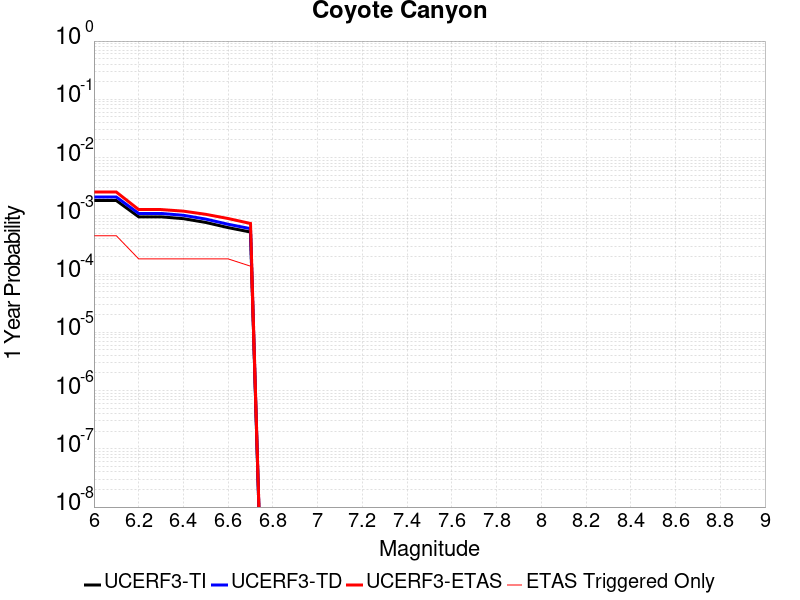 Coyote Canyon
1 Year Probability
10^0
10^-1
10^-2
10^-3
10^-4
10^-5
10^-6
10^-7
10^-8
6 6.2 6.4 6.6 6.8 7 7.2 7.4 7.6 7.8 8 8.2 8.4 8.6 8.8 9
Magnitude
UCERF3-TI UCERF3-TD UCERF3-ETAS ETAS Triggered Only